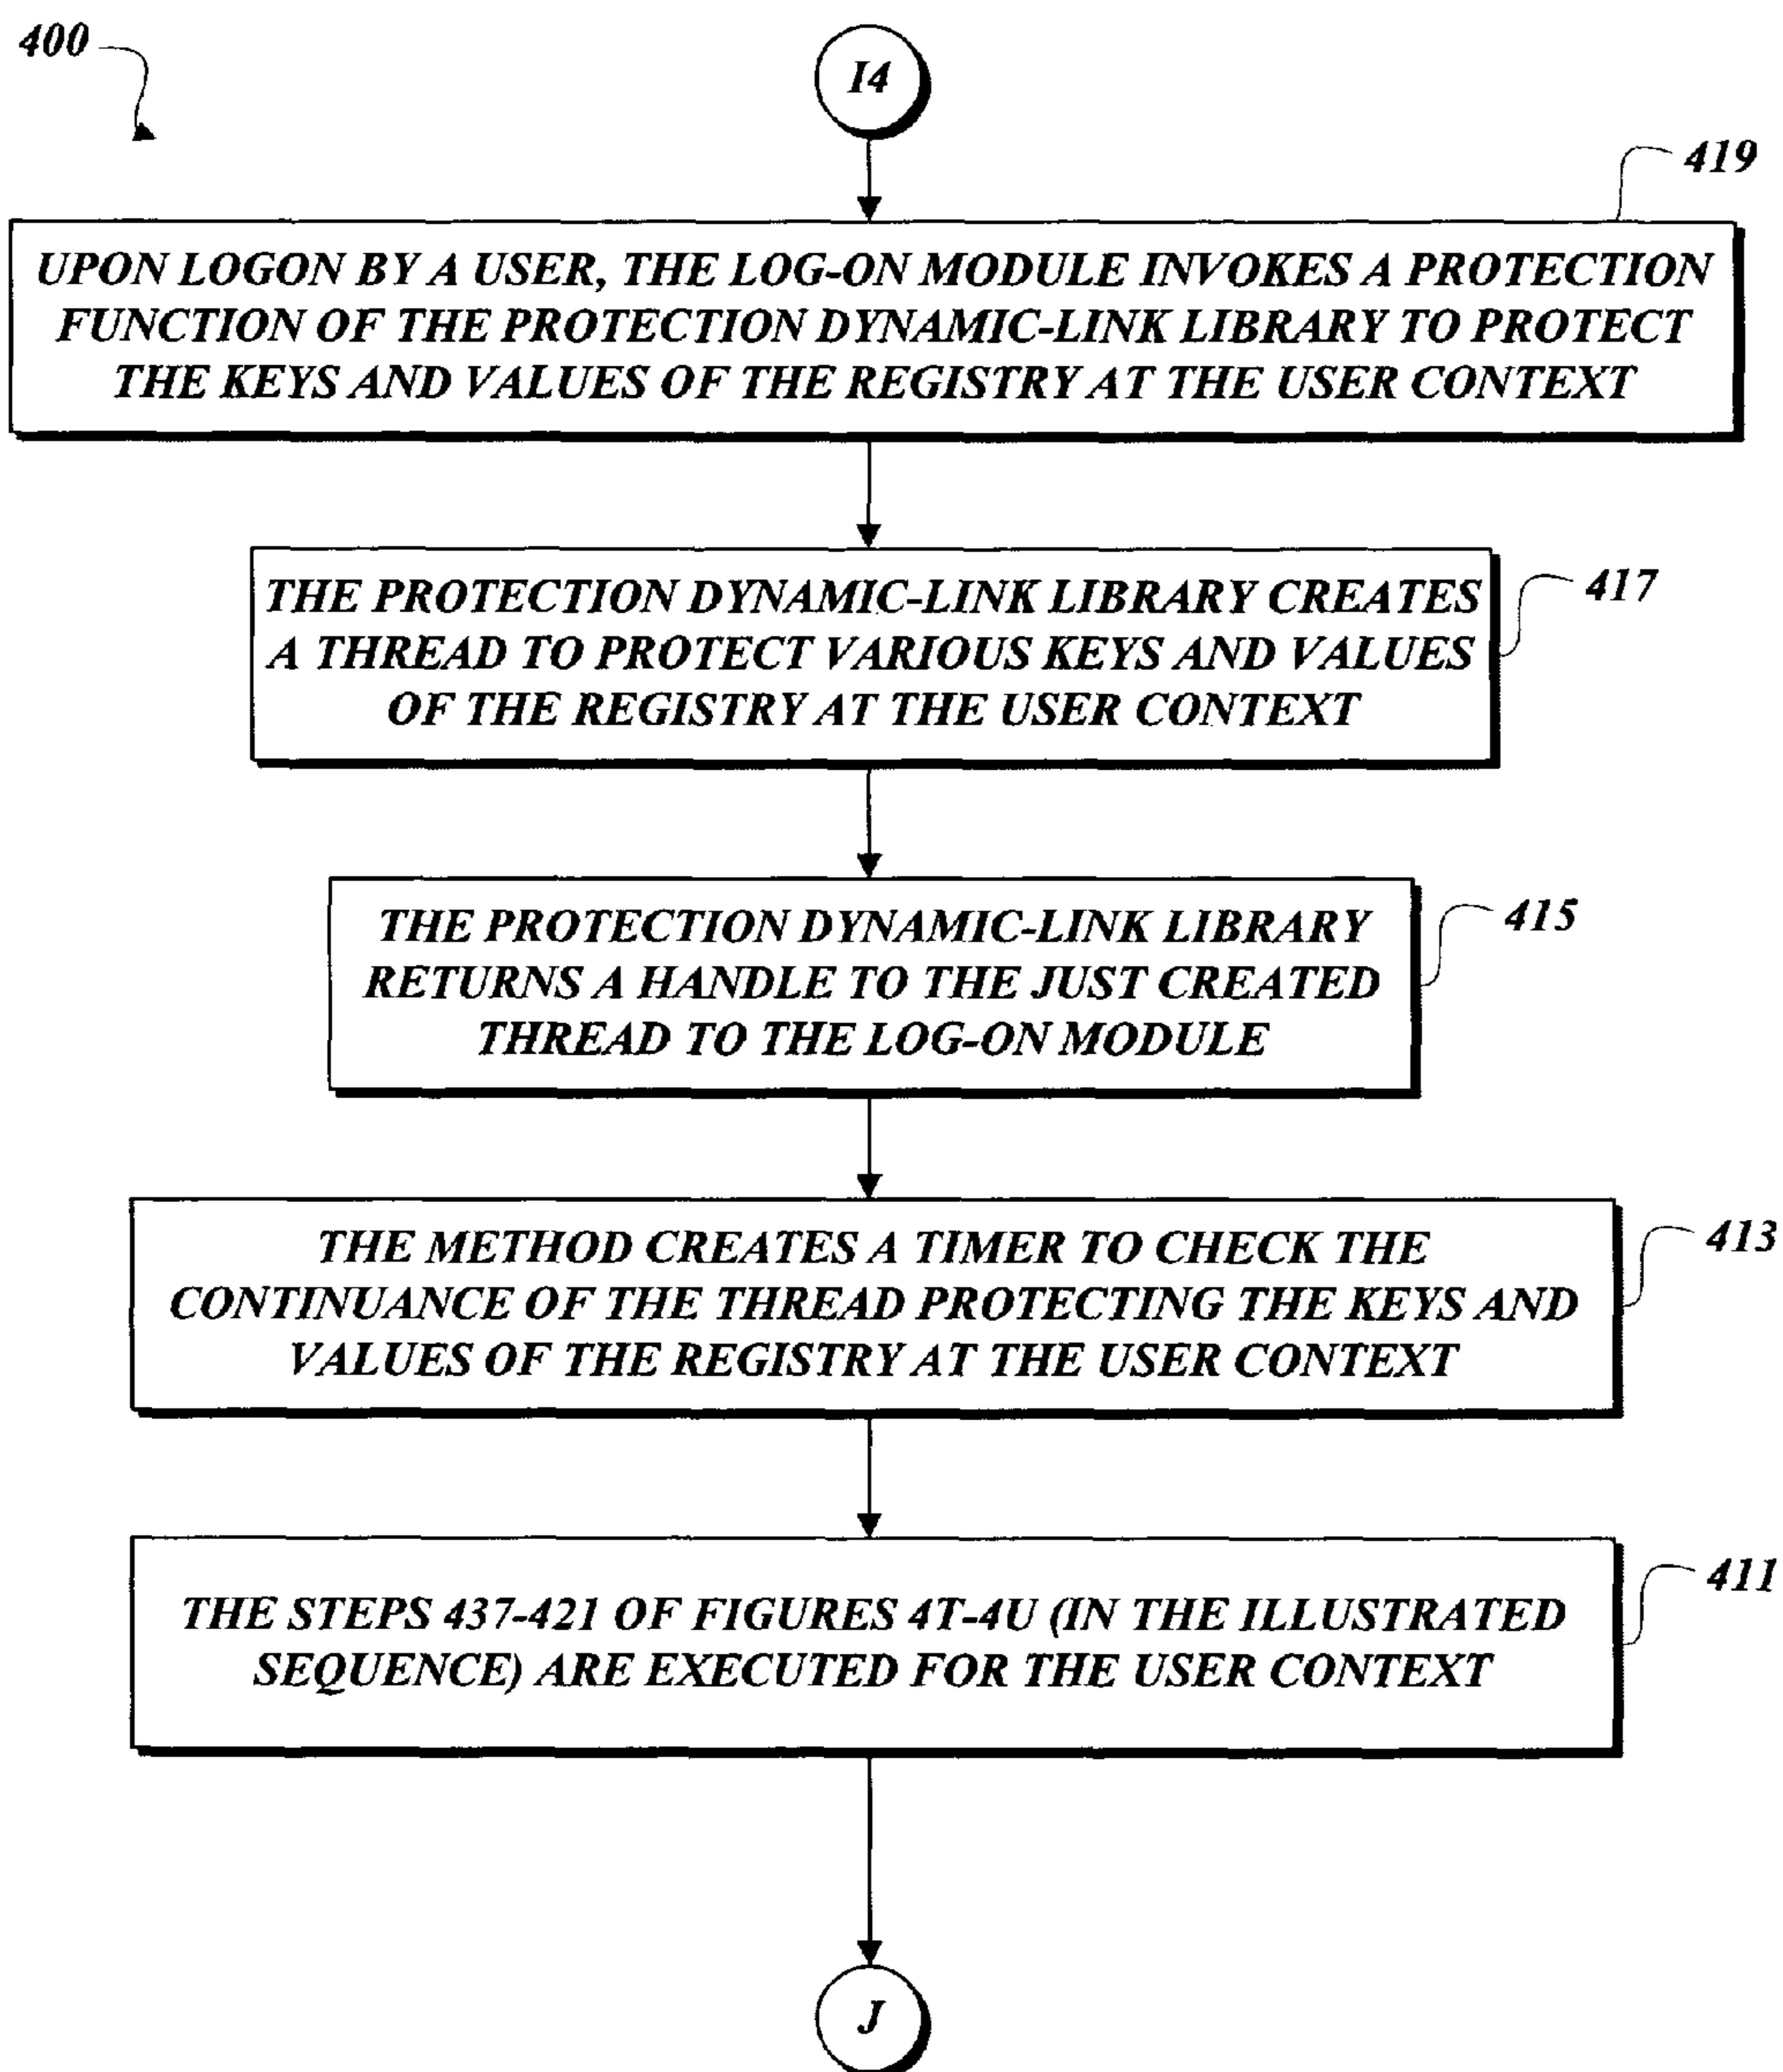 400
I4
419
UPON LOGON BY A USER, THE LOG-ON MODULE INVOKES A PROTECTION
FUNCTION OF THE PROTECTION DYNAMIC-LINK LIBRARY TO PROTECT
THE KEYS AND VALUES OF THE REGISTRY AT THE USER CONTEXT
417
THE PROTECTION DYNAMIC-LINK LIBRARY CREATES
A THREAD TO PROTECT VARIOUS KEYS AND VALUES
OF THE REGISTRY AT THE USER CONTEXT
415
THE PROTECTION DYNAMIC-LINK LIBRARY
RETURNS A HANDLE TO THE JUST CREATED
THREAD TO THE LOG-ON MODULE
413
THE METHOD CREATES A TIMER TO CHECK THE
CONTINUANCE OF THE THREAD PROTECTING THE KEYS AND
VALUES OF THE REGISTRY AT THE USER CONTEXT
411
THE STEPS 437-421 OF FIGURES 4T-4U (IN THE ILLUSTRATED
SEQUENCE) ARE EXECUTED FOR THE USER CONTEXT
J